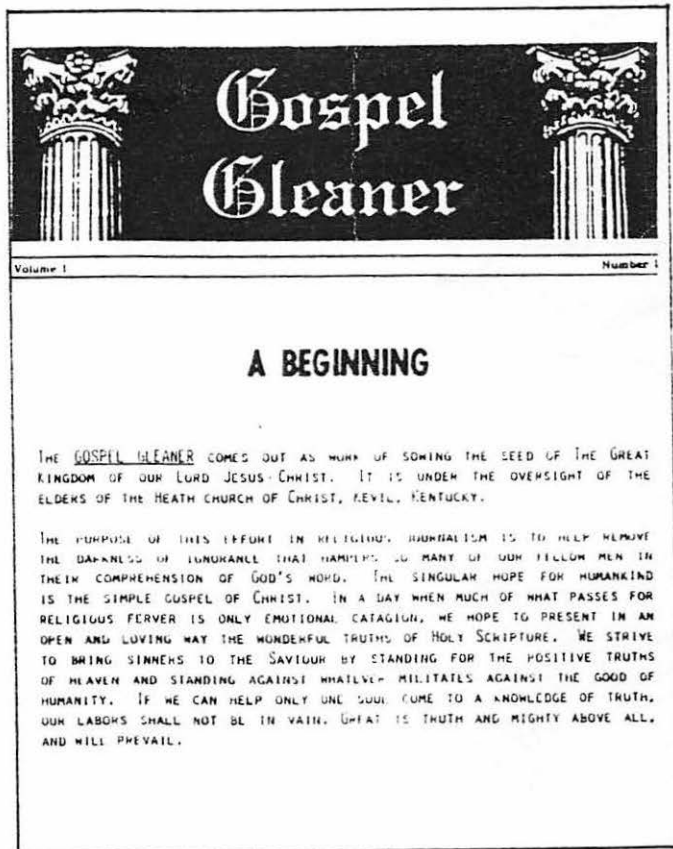 Gospel
Gleaner
Volume 1 Number 1
A BEGINNING
THE GOSPEL GLEANER COMES OUT AS WORK OF SOWING THE SEED OF THE GREAT
KINGDOM OF OUR LORD JESUS CHRIST. IT IS UNDER THE OVERSIGHT OF THE
ELDERS OF THE HEATH CHURCH OF CHRIST, KEVIL, KENTUCKY.
THE PURPOSE OF THIS EFFORT IN RELIGIOUS JOURNALISM IS TO HELP REMOVE
THE DARKNESS OF IGNORANCE THAT HAMPERS SO MANY OF OUR FELLOW MEN IN
THEIR COMPREHENSION OF GOD'S WORD. THE SINGULAR HOPE FOR HUMANKIND
IS THE SIMPLE GOSPEL OF CHRIST. IN A DAY WHEN MUCH OF WHAT PASSES FOR
RELIGIOUS FERVER IS ONLY EMOTIONAL CATAGION, WE HOPE TO PRESENT IN AN
OPEN AND LOVING WAY THE WONDERFUL TRUTHS OF HOLY SCRIPTURE. WE STRIVE
TO BRING SINNERS TO THE SAVIOUR BY STANDING FOR THE POSITIVE TRUTHS
OF HEAVEN AND STANDING AGAINST WHATEVER MILITATES AGAINST THE GOOD OF
HUMANITY. IF WE CAN HELP ONLY ONE SOUL COME TO A KNOWLEDGE OF TRUTH,
OUR LABORS SHALL NOT BE IN VAIN. GREAT IS TRUTH AND MIGHTY ABOVE ALL,
AND WILL PREVAIL.